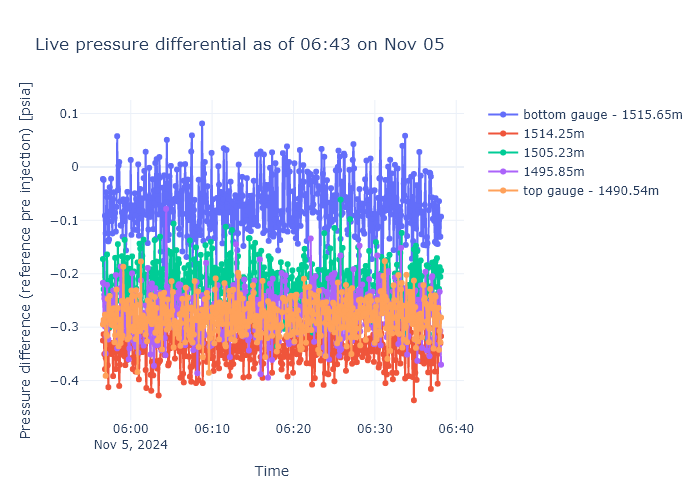 Live pressure differential as of 06:43 on Nov 05
Pressure difference (reference pre injection) [psia]
0.1
0
−0.1
−0.2
−0.3
−0.4
06:00
Nov 5, 2024
06:10
06:20
06:30
06:40
Time
bottom gauge - 1515.65m
1514.25m
1505.23m
1495.85m
top gauge - 1490.54m